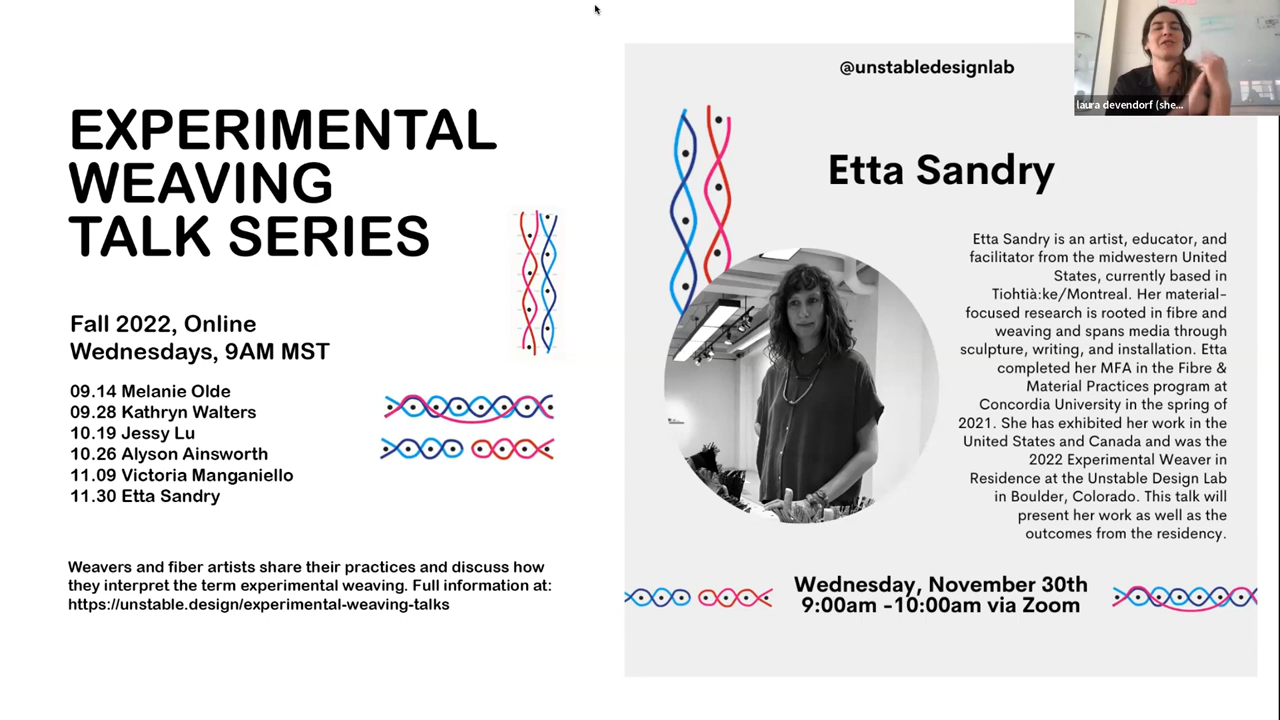 EXPERIMENTAL
WEAVING
TALK SERIES
Fall 2022, Online
Wednesdays, 9AM MST
09.14 Melanie Olde
09.28 Kathryn Walters
10.19 Jessy Lu
10.26 Alyson Ainsworth
11.09 Victoria Manganiello
11.30 Etta Sandry
Weavers and fiber artists share their practices and discuss how
they interpret the term experimental weaving. Full information at:
https://unstable.design/experimental-weaving-talks
@unstabledesignlab
Etta Sandry
Etta Sandry is an artist, educator, and
facilitator from the midwestern United
States, currently based in
Tiohtià:ke/Montreal. Her material-
focused research is rooted in fibre and
weaving and spans media through
sculpture, writing, and installation. Etta
completed her MFA in the Fibre &
Material Practices program at
Concordia University in the spring of
2021. She has exhibited her work in the
United States and Canada and was the
2022 Experimental Weaver in
Residence at the Unstable Design Lab
in Boulder, Colorado. This talk will
present her work as well as the
outcomes from the residency.
Wednesday, November 30th
9:00am -10:00am via Zoom
laura devendorf (she...